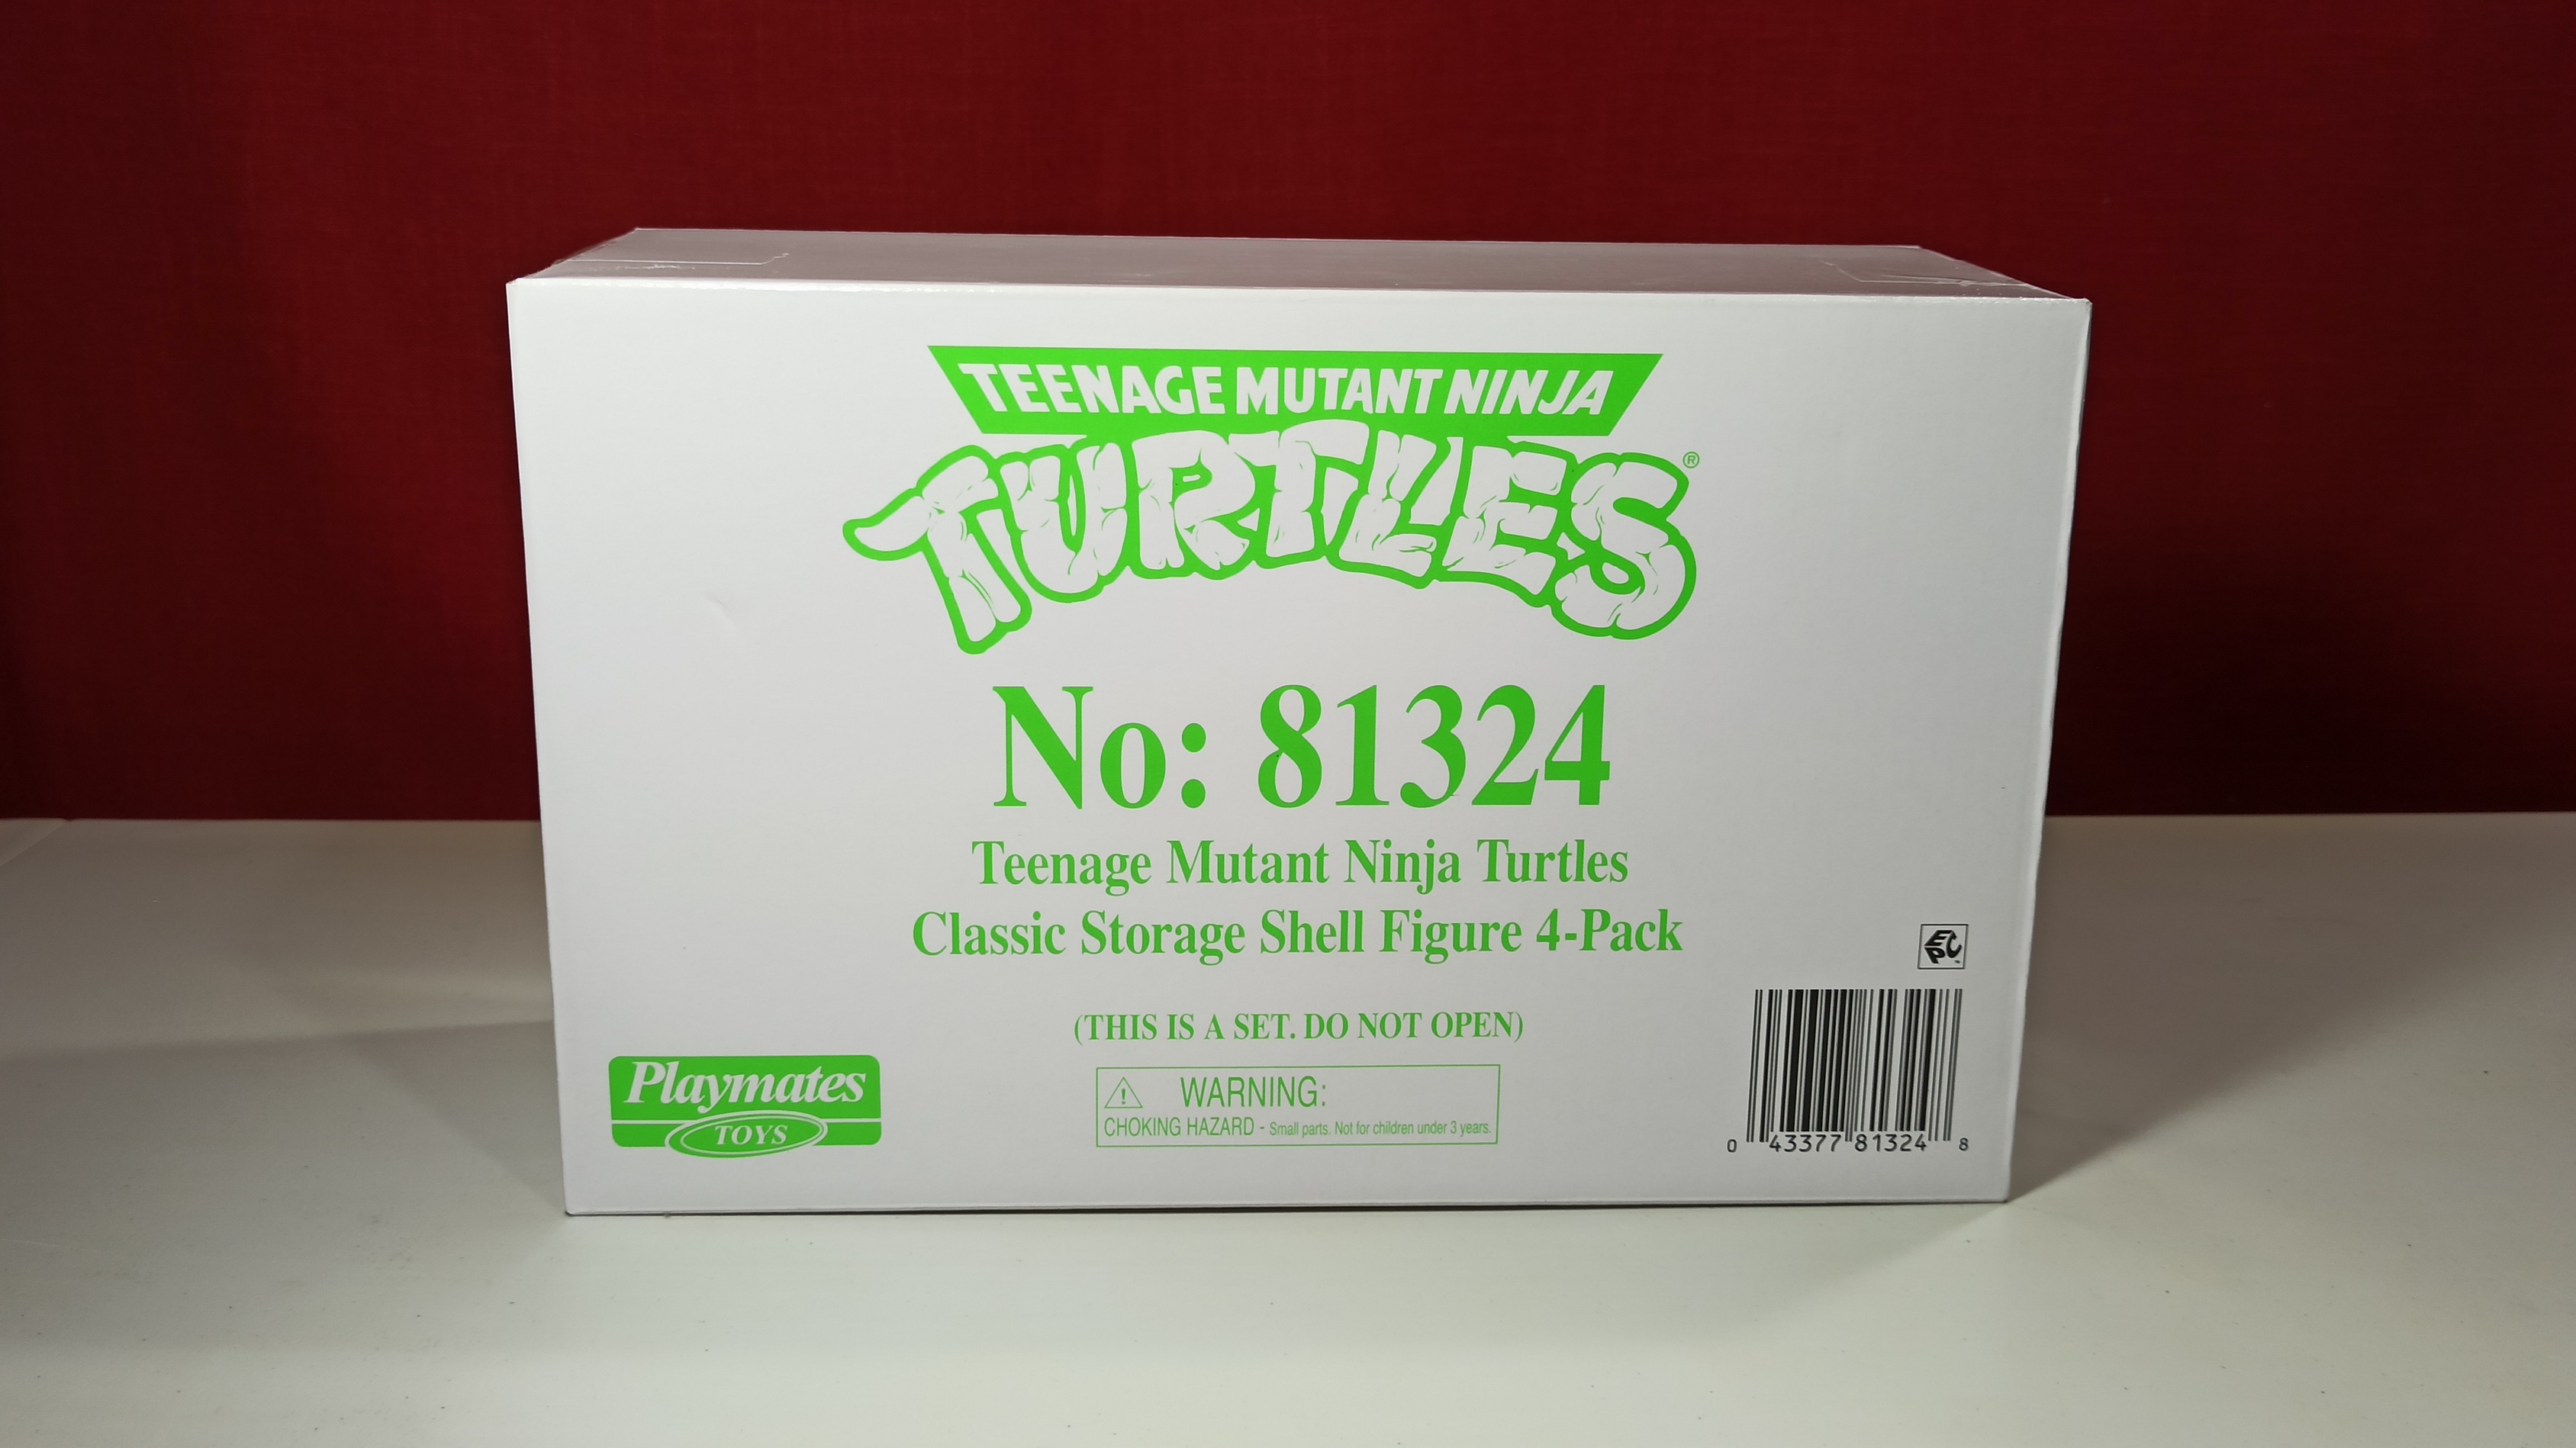 TEENAGE MUTANT NINJA
TURTLES®
No: 81324
Teenage Mutant Ninja Turtles
Classic Storage Shell Figure 4-Pack
(THIS IS A SET. DO NOT OPEN)
Playmates
TOYS
WARNING:
CHOKING HAZARD - Small parts. Not for children under 3 years.
EPC
0 43377 81324 8